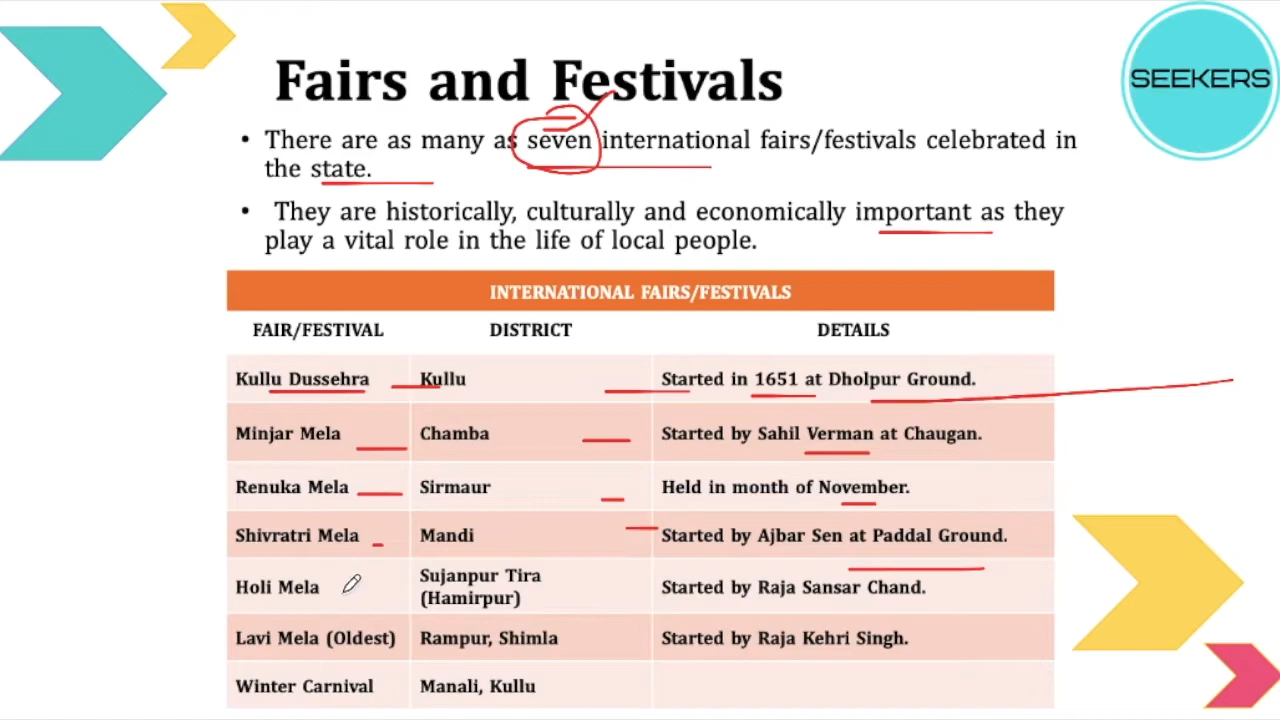 Fairs and Festivals
SEEKERS
• There are as many as seven international fairs/festivals celebrated in
the state.
• They are historically, culturally and economically important as they
play a vital role in the life of local people.
INTERNATIONAL FAIRS/FESTIVALS
FAIR/FESTIVAL DISTRICT DETAILS
Kullu Dussehra Kullu Started in 1651 at Dholpur Ground.
Minjar Mela Chamba Started by Sahil Verman at Chaugan.
Renuka Mela Sirmaur Held in month of November.
Shivratri Mela Mandi Started by Ajbar Sen at Paddal Ground.
Holi Mela Sujanpur Tira
(Hamirpur) Started by Raja Sansar Chand.
Lavi Mela (Oldest) Rampur, Shimla Started by Raja Kehri Singh.
Winter Carnival Manali, Kullu